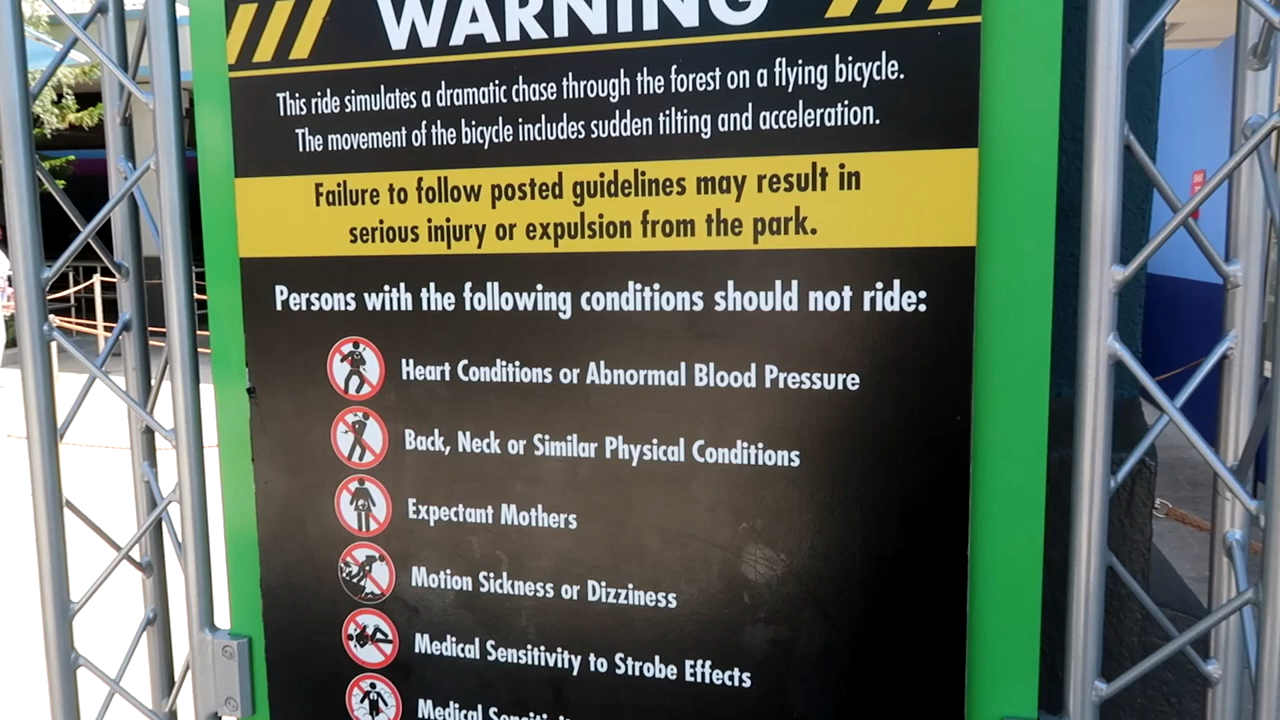 WARNING
This ride simulates a dramatic chase through the forest on a flying bicycle.
The movement of the bicycle includes sudden tilting and acceleration.
Failure to follow posted guidelines may result in
serious injury or expulsion from the park.
Persons with the following conditions should not ride:
Heart Conditions or Abnormal Blood Pressure
Back, Neck or Similar Physical Conditions
Expectant Mothers
Motion Sickness or Dizziness
Medical Sensitivity to Strobe Effects
Medical